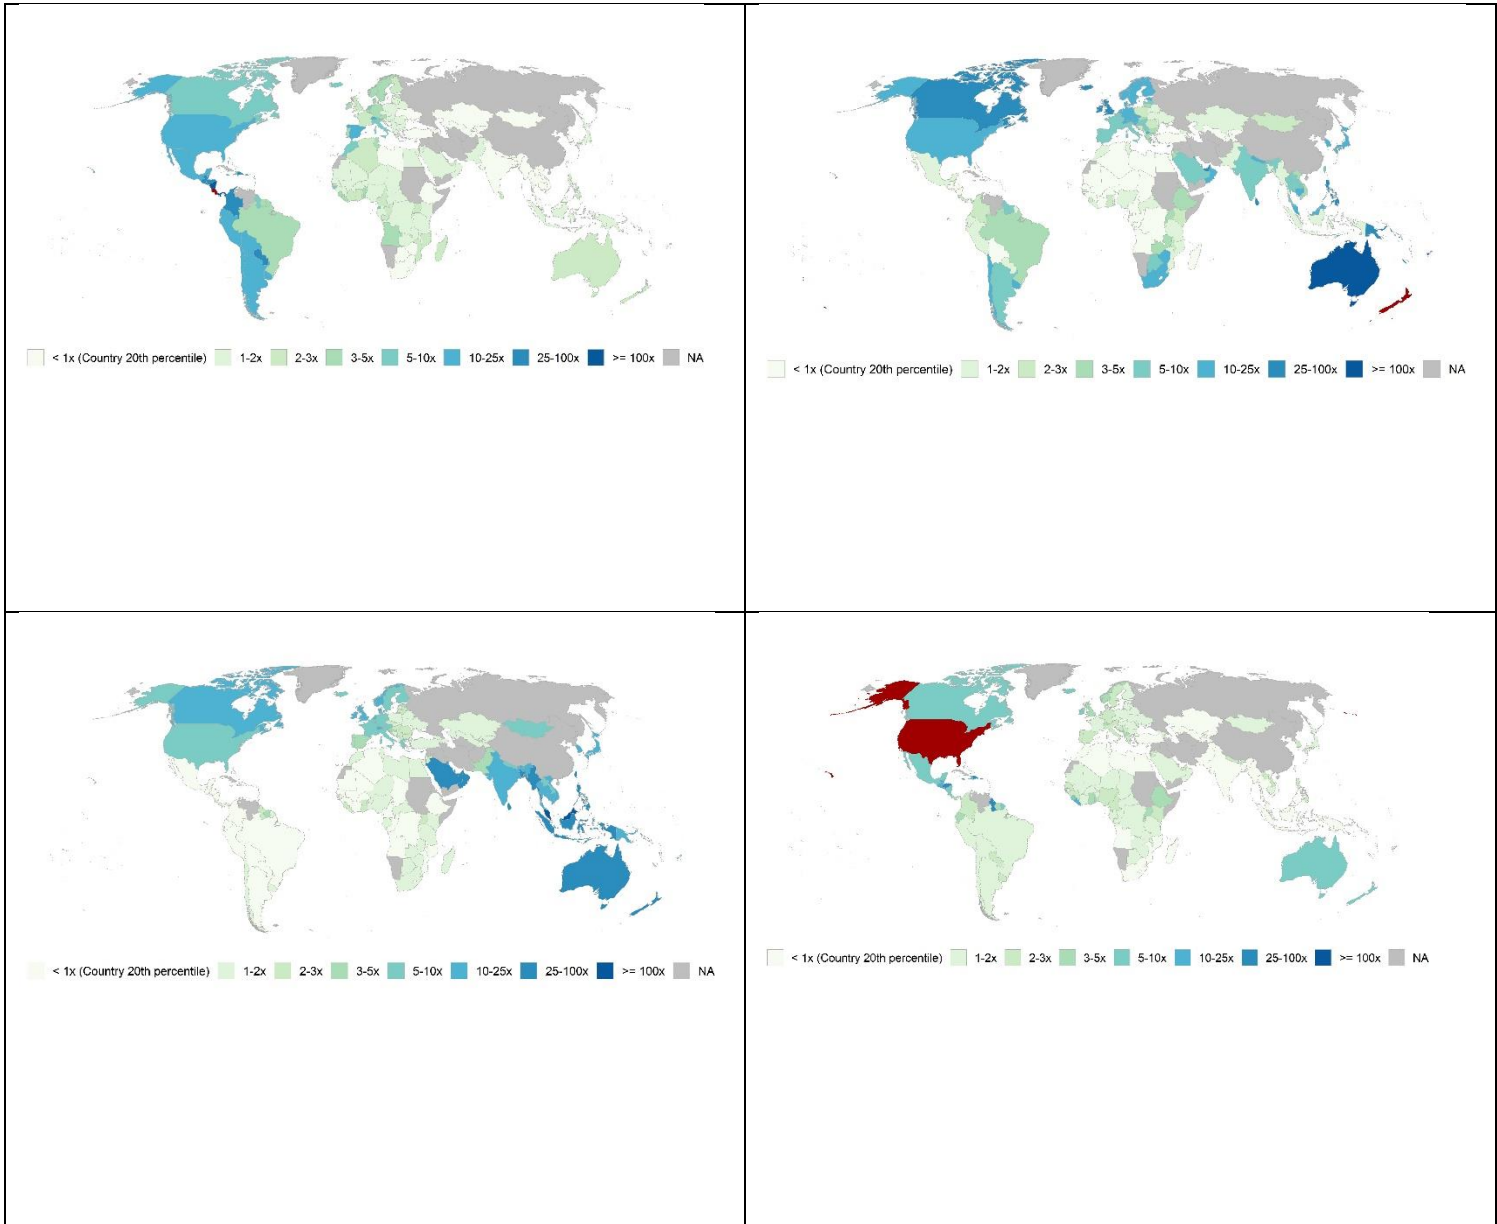 < 1x (Country 20th percentile) 1-2x 2-3x 3-5x 5-10x 10-25x 25-100x >= 100x NA
< 1x (Country 20th percentile) 1-2x 2-3x 3-5x 5-10x 10-25x 25-100x >= 100x NA
< 1x (Country 20th percentile) 1-2x 2-3x 3-5x 5-10x 10-25x 25-100x >= 100x NA
< 1x (Country 20th percentile) 1-2x 2-3x 3-5x 5-10x 10-25x 25-100x >= 100x NA